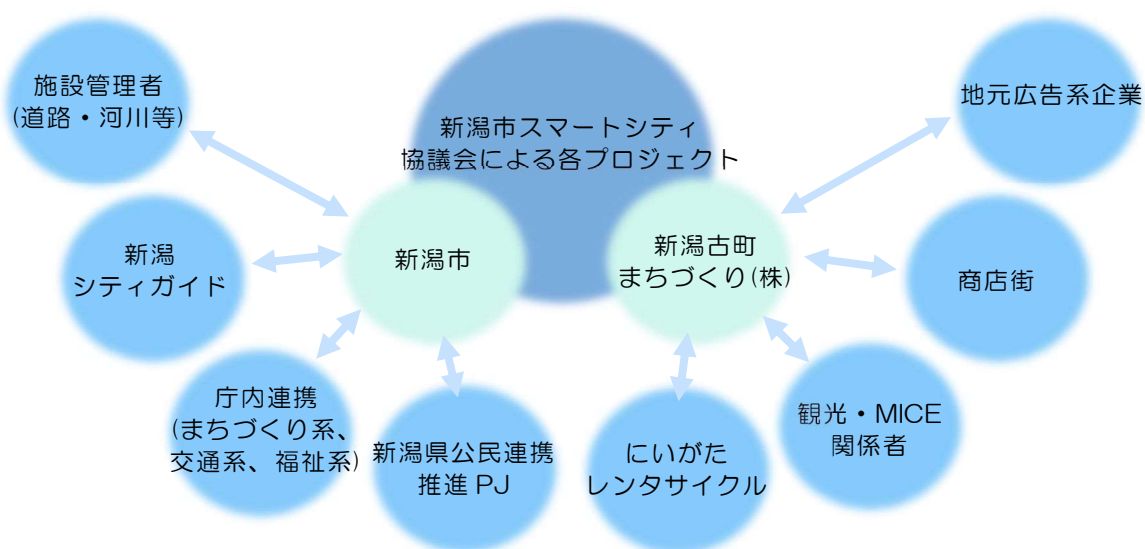 施設管理者
(道路・河川等)
新潟市スマートシティ
協議会による各プロジェクト
地元広告系企業
新潟
シティガイド
新潟市
新潟古町
まちづくり(株)
商店街
庁内連携
(まちづくり系、
交通系、福祉系)
新潟県公民連携
推進 PJ
にいがた
レンタサイクル
観光・MICE
関係者